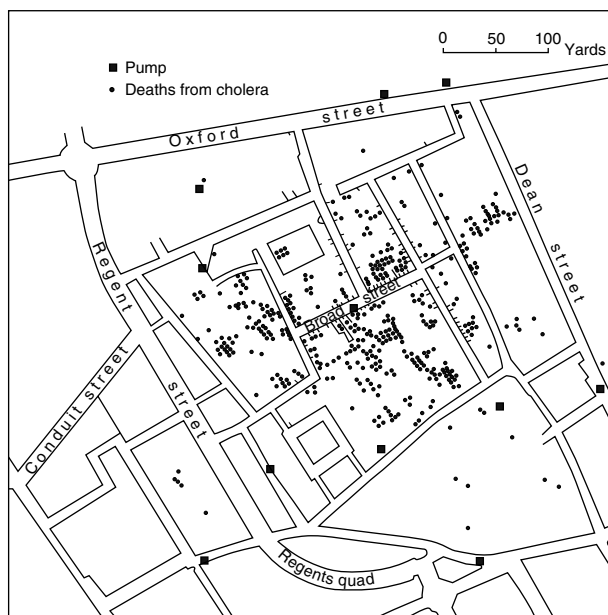 0 50 100
Yards
Pump
Deaths from cholera
Oxford street
Regent street
Dean street
Broad street
Conduit street
Regents quad